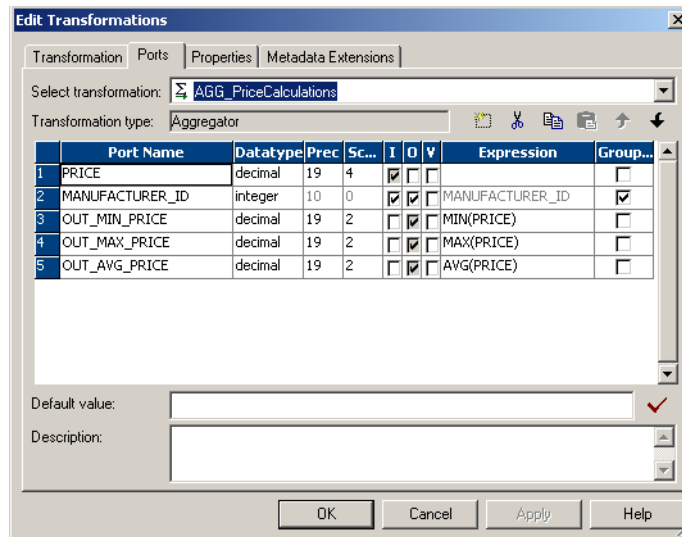 Edit Transformations
Transformation Ports Properties Metadata Extensions
Select transformation: AGG_PriceCalculations
Transformation type: Aggregator
Port Name Datatype Prec Sc... I O V Expression Group...
1 PRICE decimal 19 4
2 MANUFACTURER_ID integer 10 0 MANUFACTURER_ID
3 OUT_MIN_PRICE decimal 19 2 MIN(PRICE)
4 OUT_MAX_PRICE decimal 19 2 MAX(PRICE)
5 OUT_AVG_PRICE decimal 19 2 AVG(PRICE)
Default value:
Description:
OK Cancel Apply Help